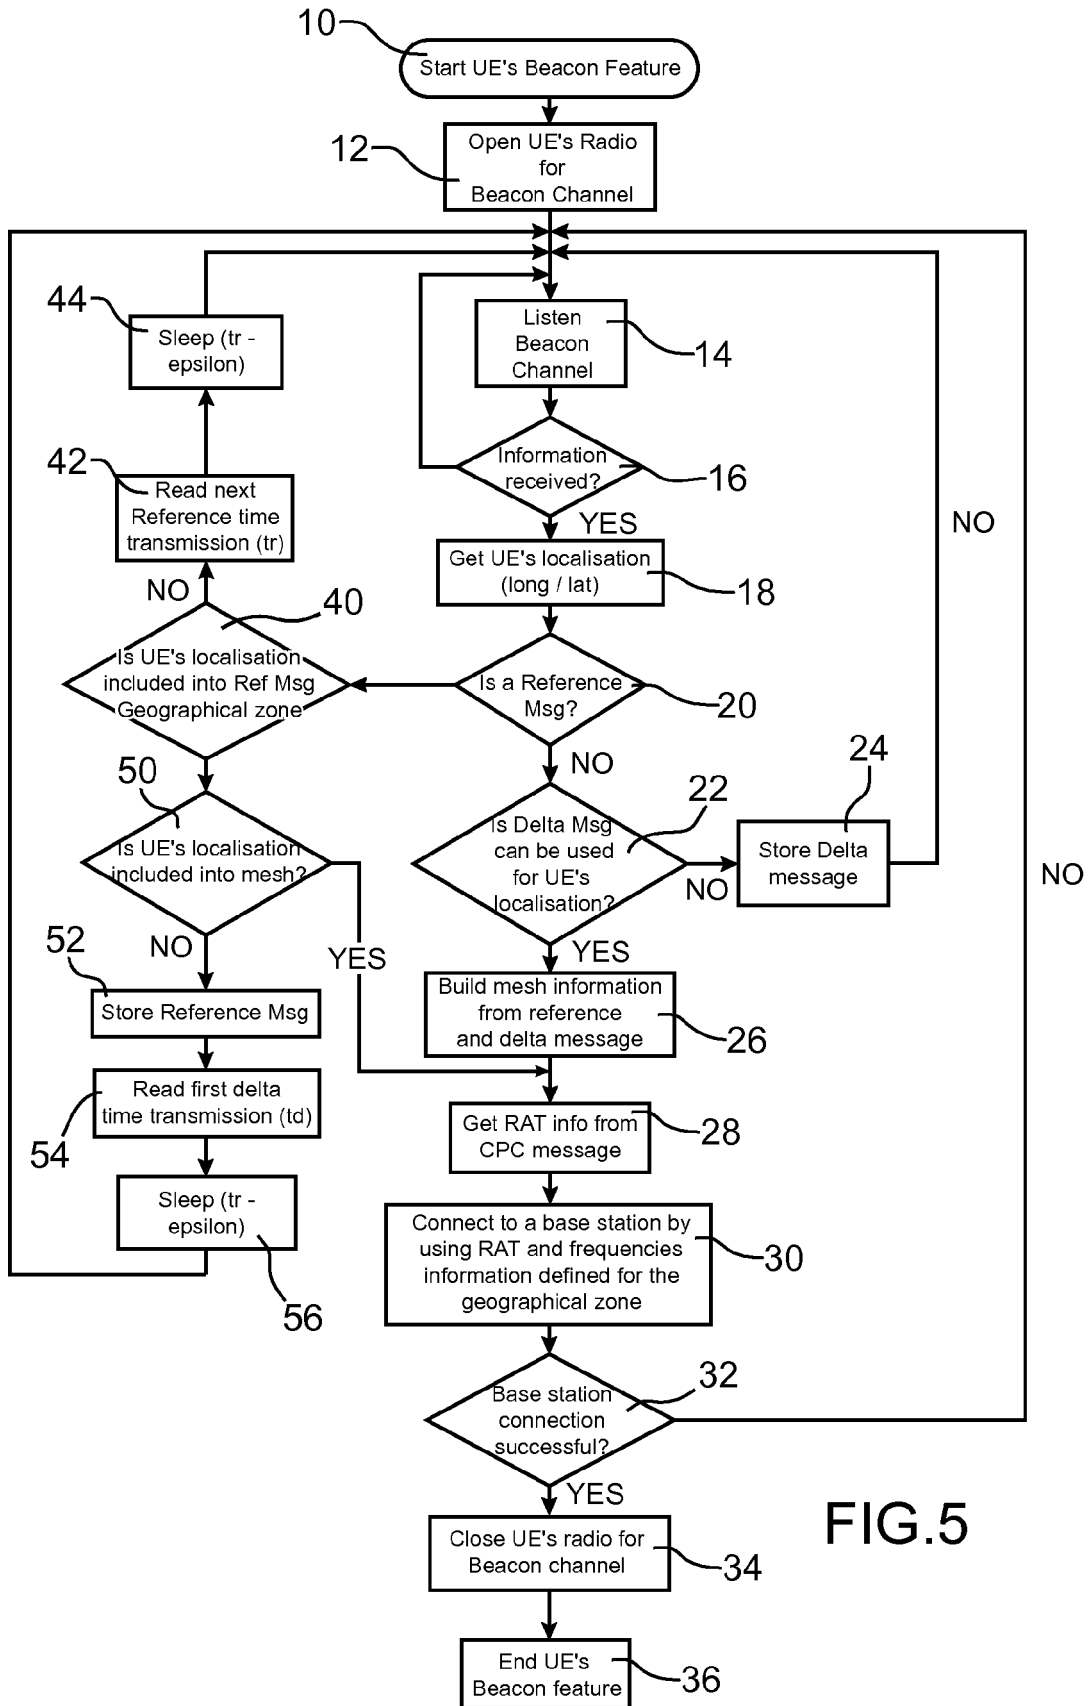 10
Start UE's Beacon Feature
12
Open UE's Radio
for
Beacon Channel
44
Sleep (tr -
epsilon)
Listen
Beacon
Channel
14
42
Read next
Reference time
transmission (tr)
Information
received?
16
YES
NO
Get UE's localisation
(long / lat)
18
NO
40
Is UE's localisation
included into Ref Msg
Geographical zone
Is a Reference
Msg?
20
NO
50
Is UE's localisation
included into mesh?
22
Is Delta Msg
can be used
for UE's
localisation?
NO
24
Store Delta
message
NO
NO
YES
YES
52
Store Reference Msg
Build mesh information
from reference
and delta message
26
Read first delta
time transmission (td)
54
Get RAT info from
CPC message
28
Sleep (tr -
epsilon)
56
Connect to a base station by
using RAT and frequencies
information defined for the
geographical zone
30
Base station
connection
successful?
32
YES
Close UE's radio for
Beacon channel
34
End UE's
Beacon feature
36
FIG.5